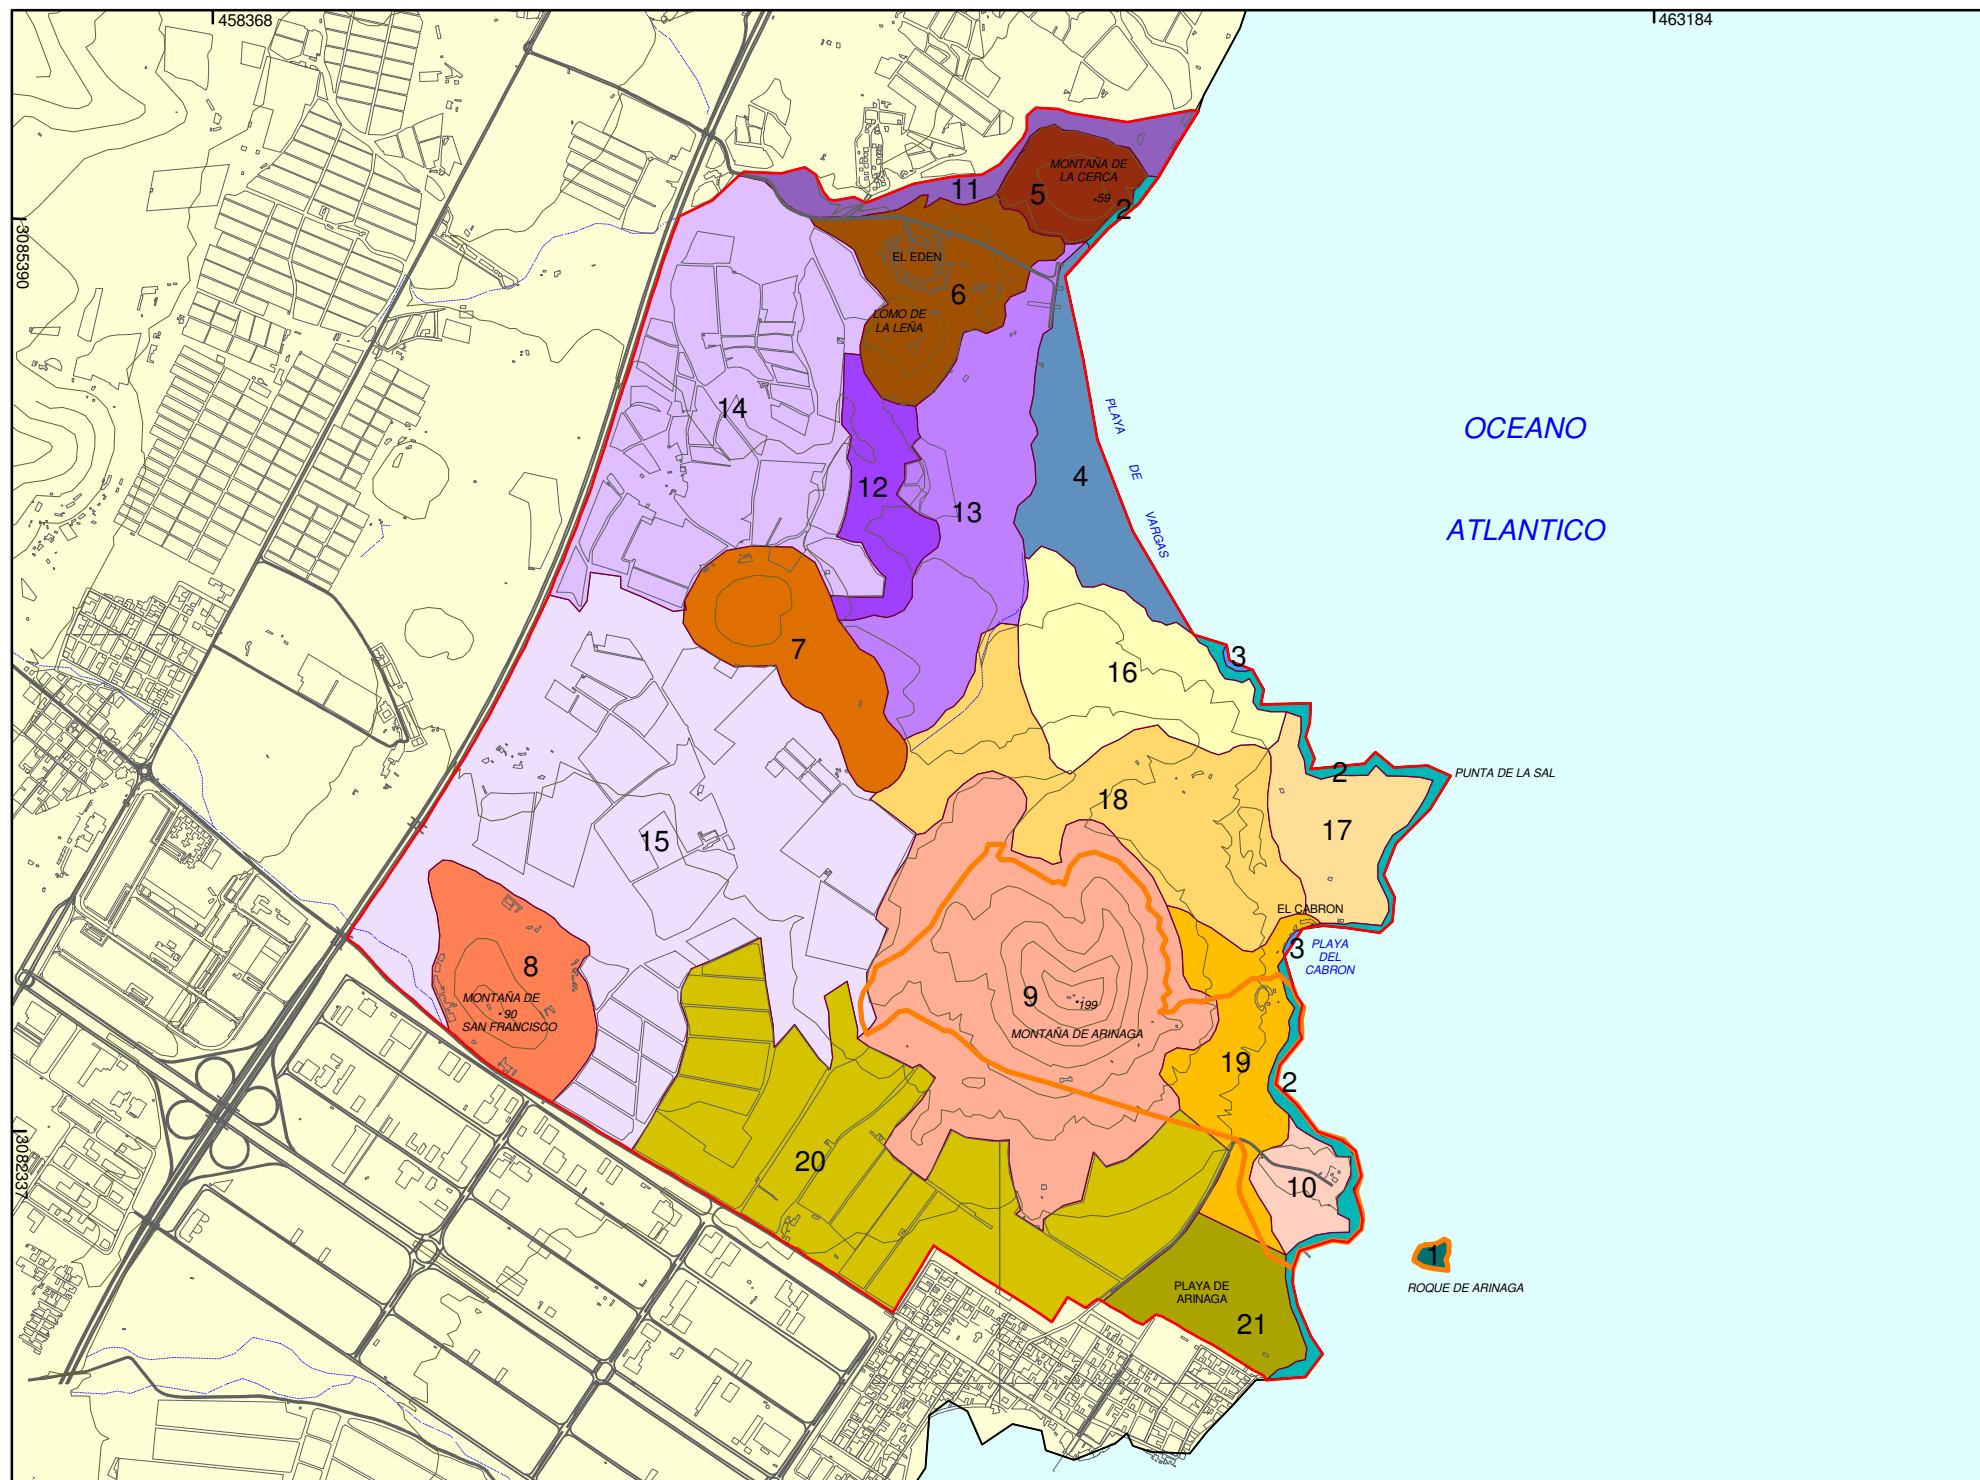 458368
463184
3085390
3082337
MONTAÑA DE
LA CERCA
59
5
11
2
EL EDEN
6
LOMO DE
LA LEÑA
14
PLAYA DE VARGAS
OCEANO
ATLANTICO
4
12
13
7
16
3
2
PUNTA DE LA SAL
18
17
15
EL CABRON
3
PLAYA
DEL
CABRON
8
MONTAÑA DE
90
SAN FRANCISCO
9
199
MONTAÑA DE ARINAGA
19
2
20
10
1
ROQUE DE ARINAGA
PLAYA DE
ARINAGA
21